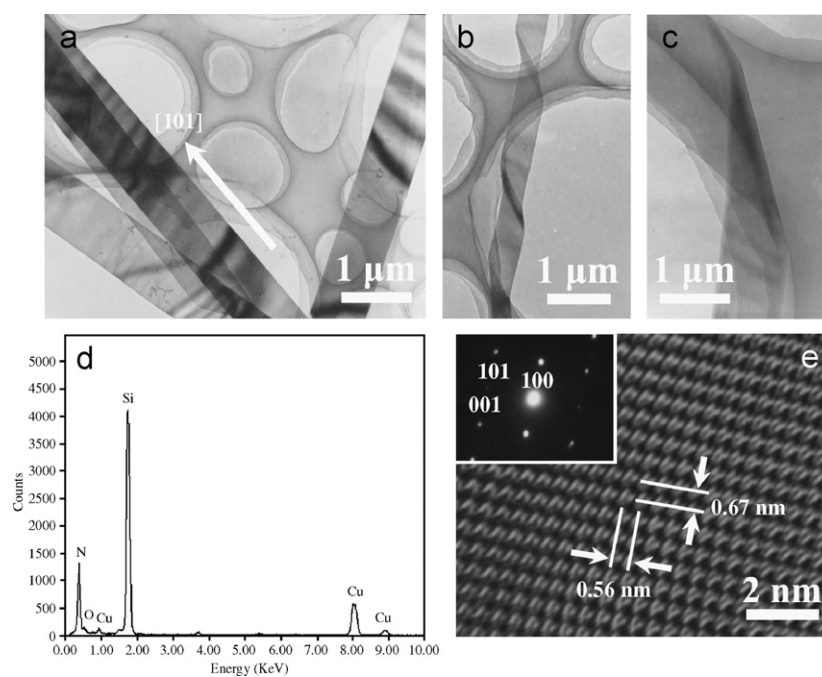 a
[101]
1 μm
b
1 μm
c
1 μm
d
5000
4500
4000
3500
3000
2500
2000
1500
1000
500
0
Counts
N
O
Cu
Si
Cu
Cu
0.00 1.00 2.00 3.00 4.00 5.00 6.00 7.00 8.00 9.00 10.00
Energy (KeV)
e
101
100
001
0.67 nm
0.56 nm
2 nm